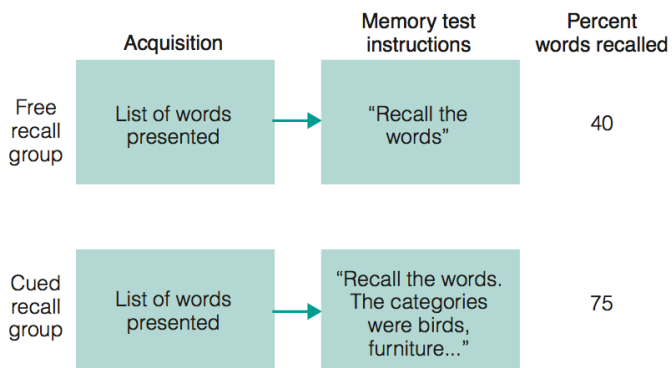 Acquisition
Memory test
instructions
Percent
words recalled
Free
recall
group
List of words
presented
“Recall the
words”
40
Cued
recall
group
List of words
presented
“Recall the words.
The categories
were birds,
furniture...”
75